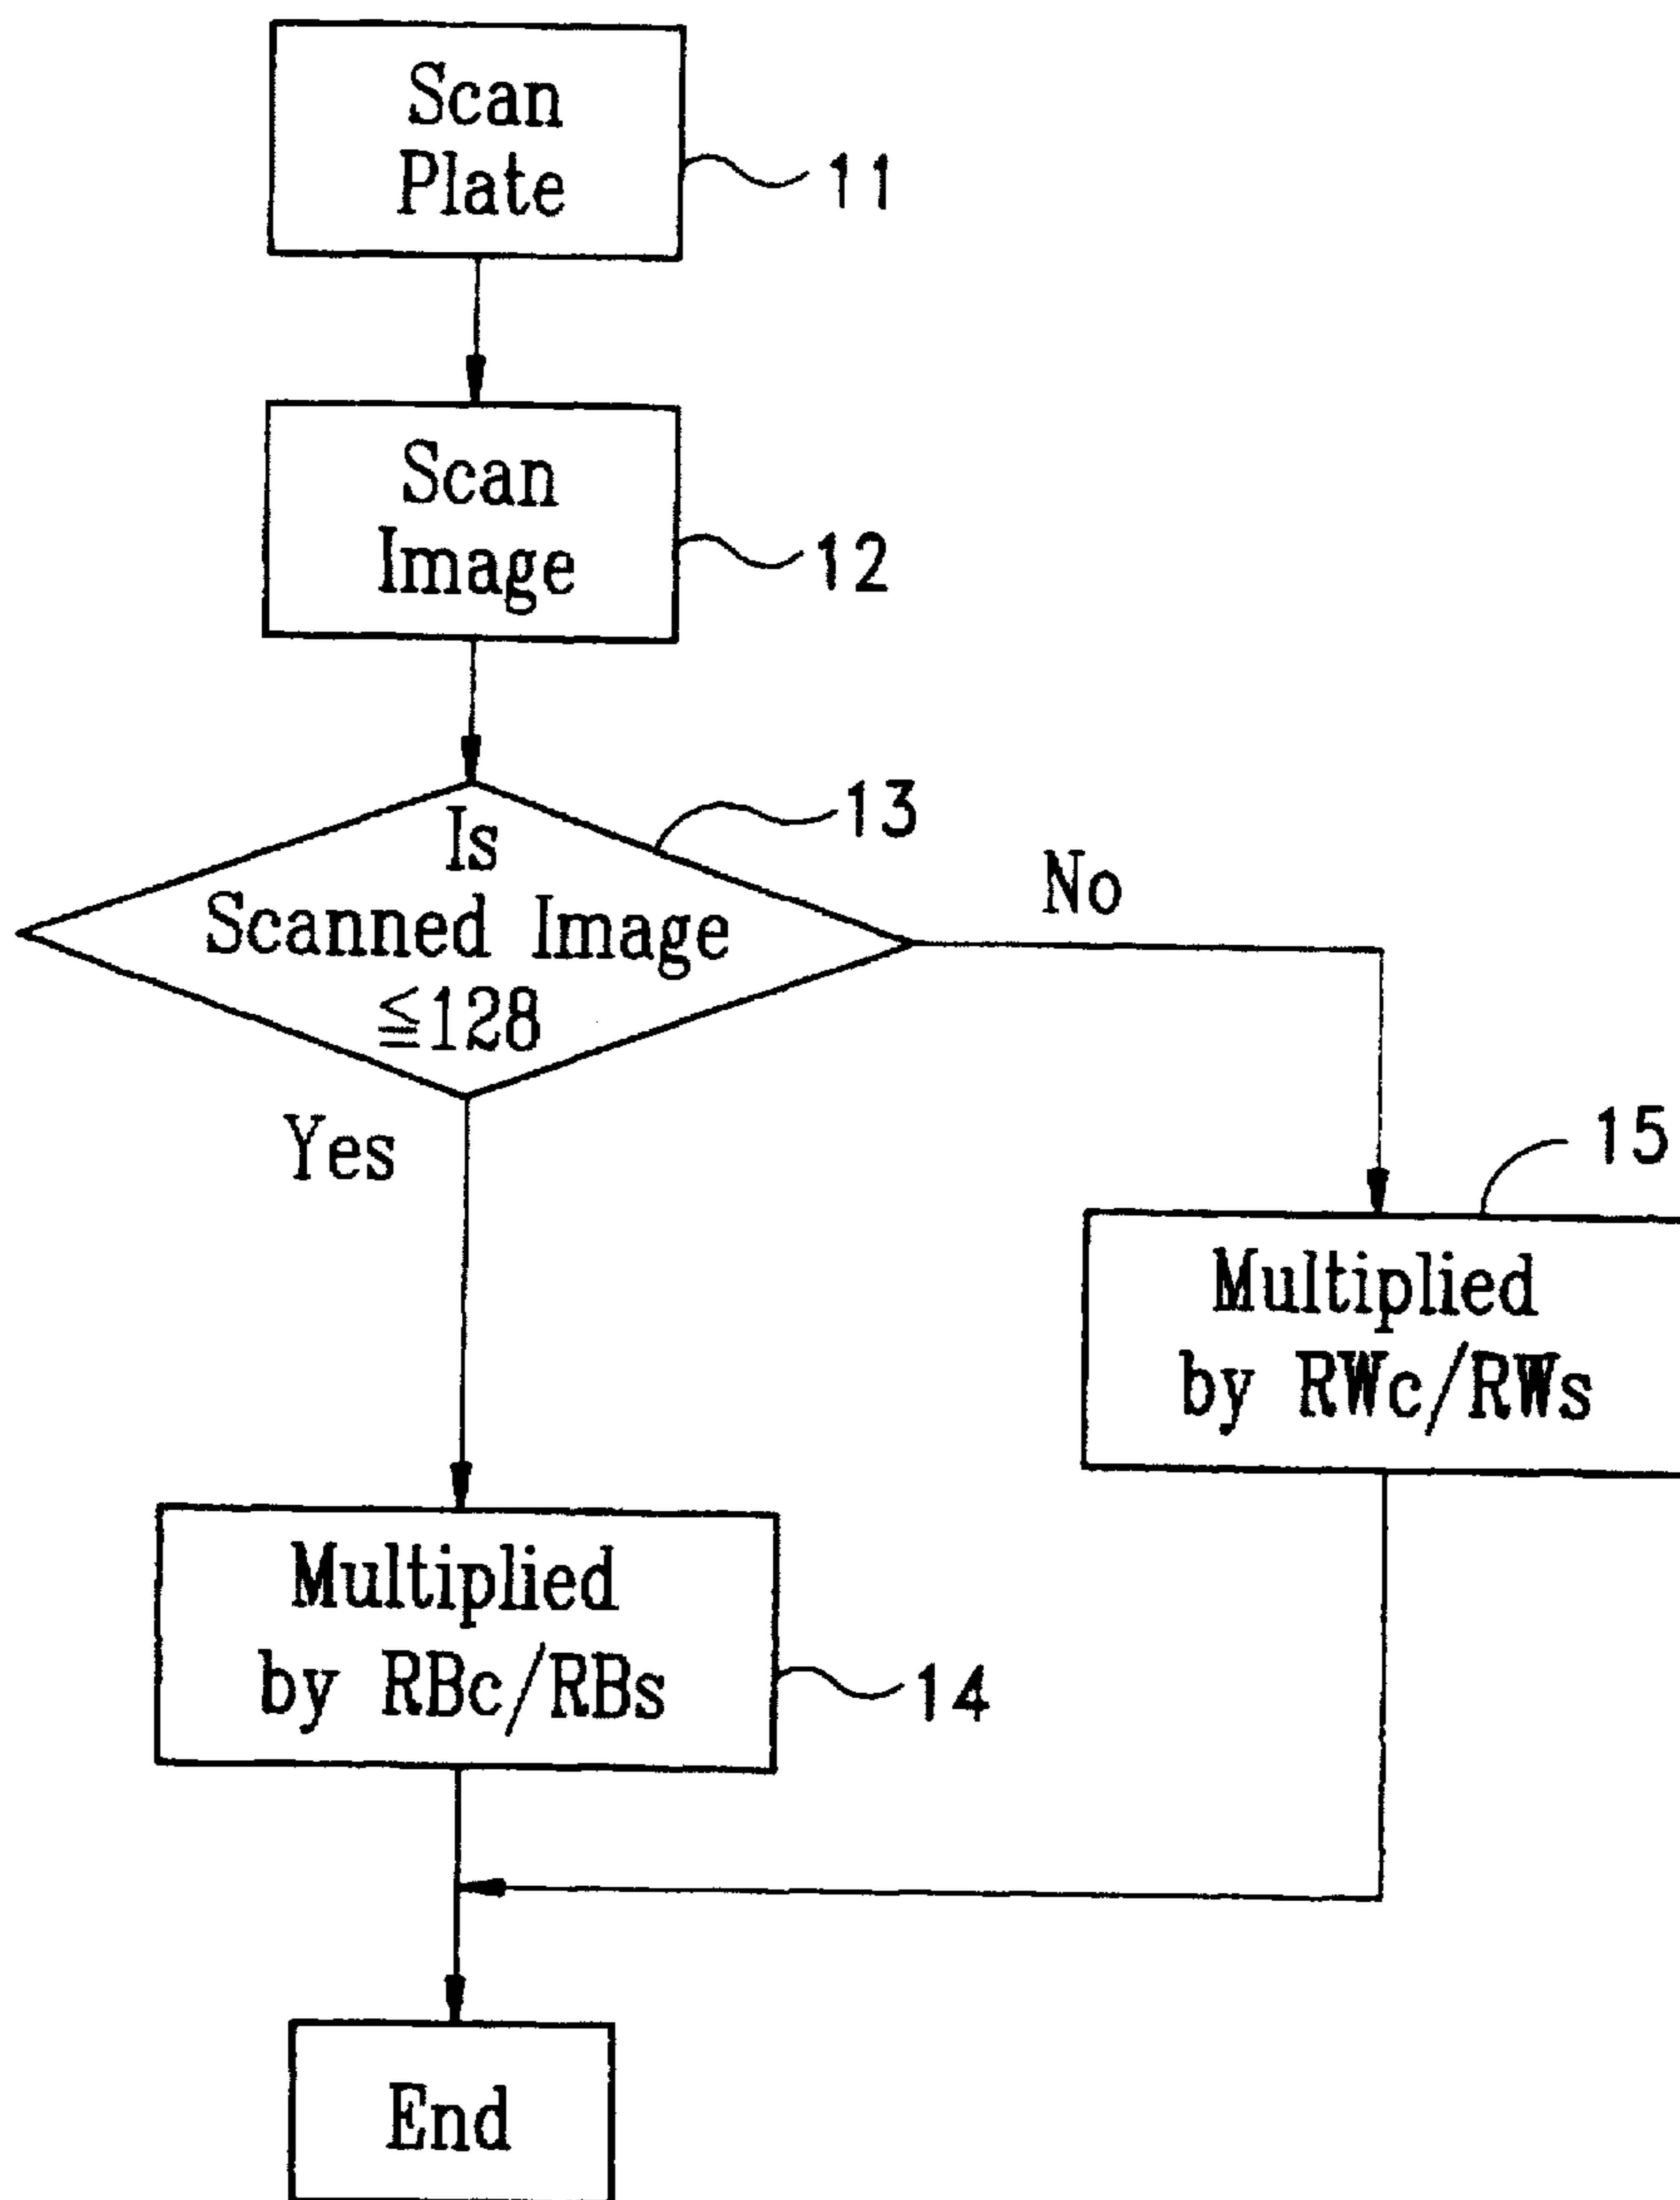 Scan
Plate
11
Scan
Image
12
13
Is
Scanned Image
≦128
No
Yes
15
Multiplied
by RWc/RWs
Multiplied
by RBc/RBs
14
End